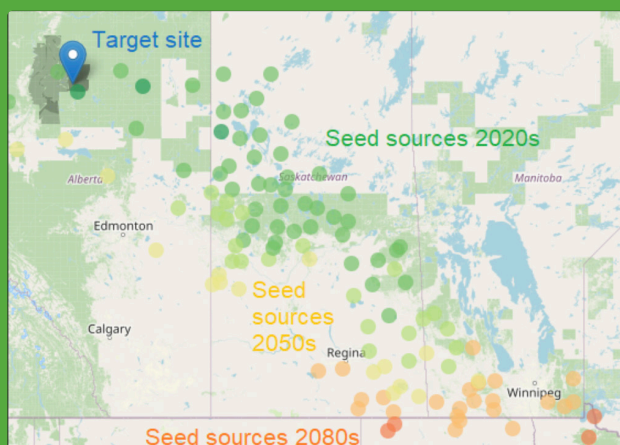 Target site
Seed sources 2020s
Alberta
Saskatchewan
Manitoba
Edmonton
Seed
sources
2050s
Calgary
Regina
Winnipeg
Seed sources 2080s